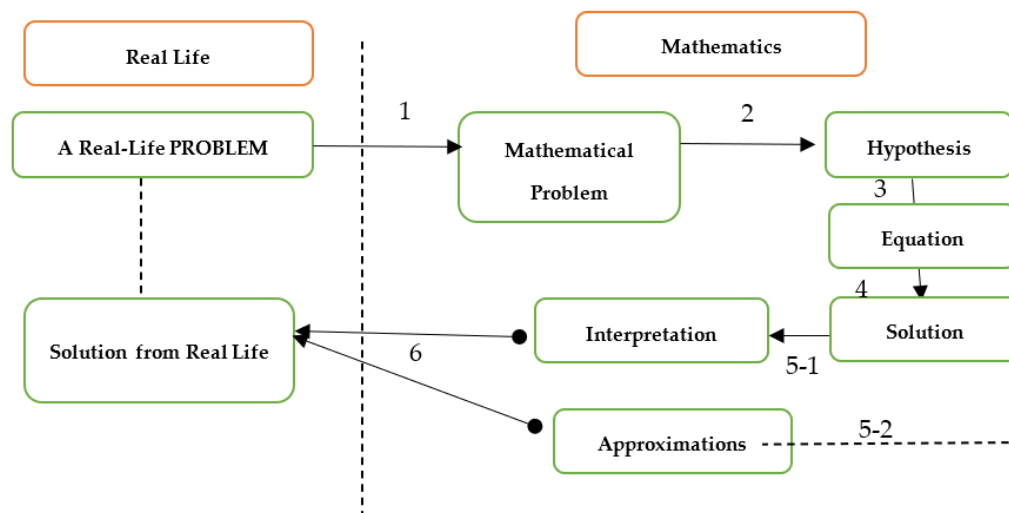 Real Life
Mathematics
A Real-Life PROBLEM
1
Mathematical
Problem
2
Hypothesis
3
Equation
4
Solution
5-1
Interpretation
6
Solution from Real Life
Approximations
5-2